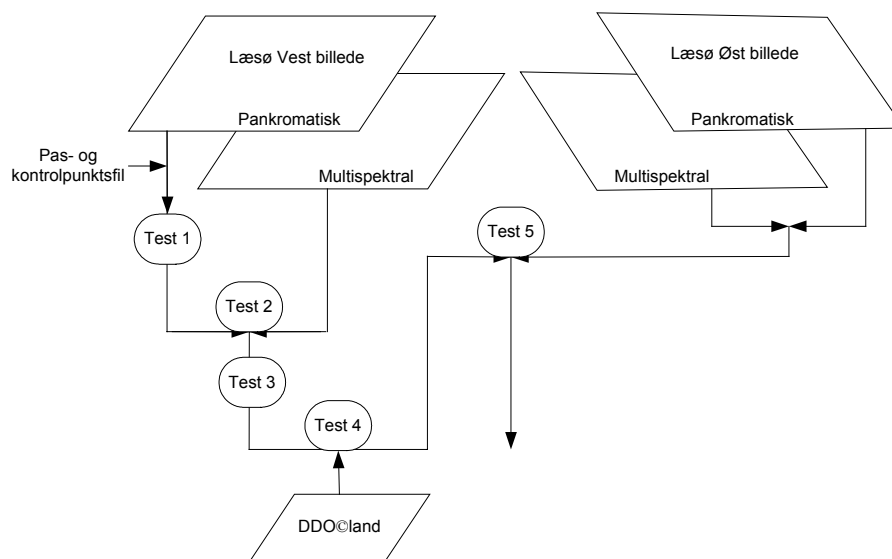 Læsø Vest billede
Pankromatisk
Multispektral
Læsø Øst billede
Pankromatisk
Multispektral
Pas- og
kontrolpunktsfil
Test 1
Test 2
Test 3
Test 4
Test 5
DDO©land